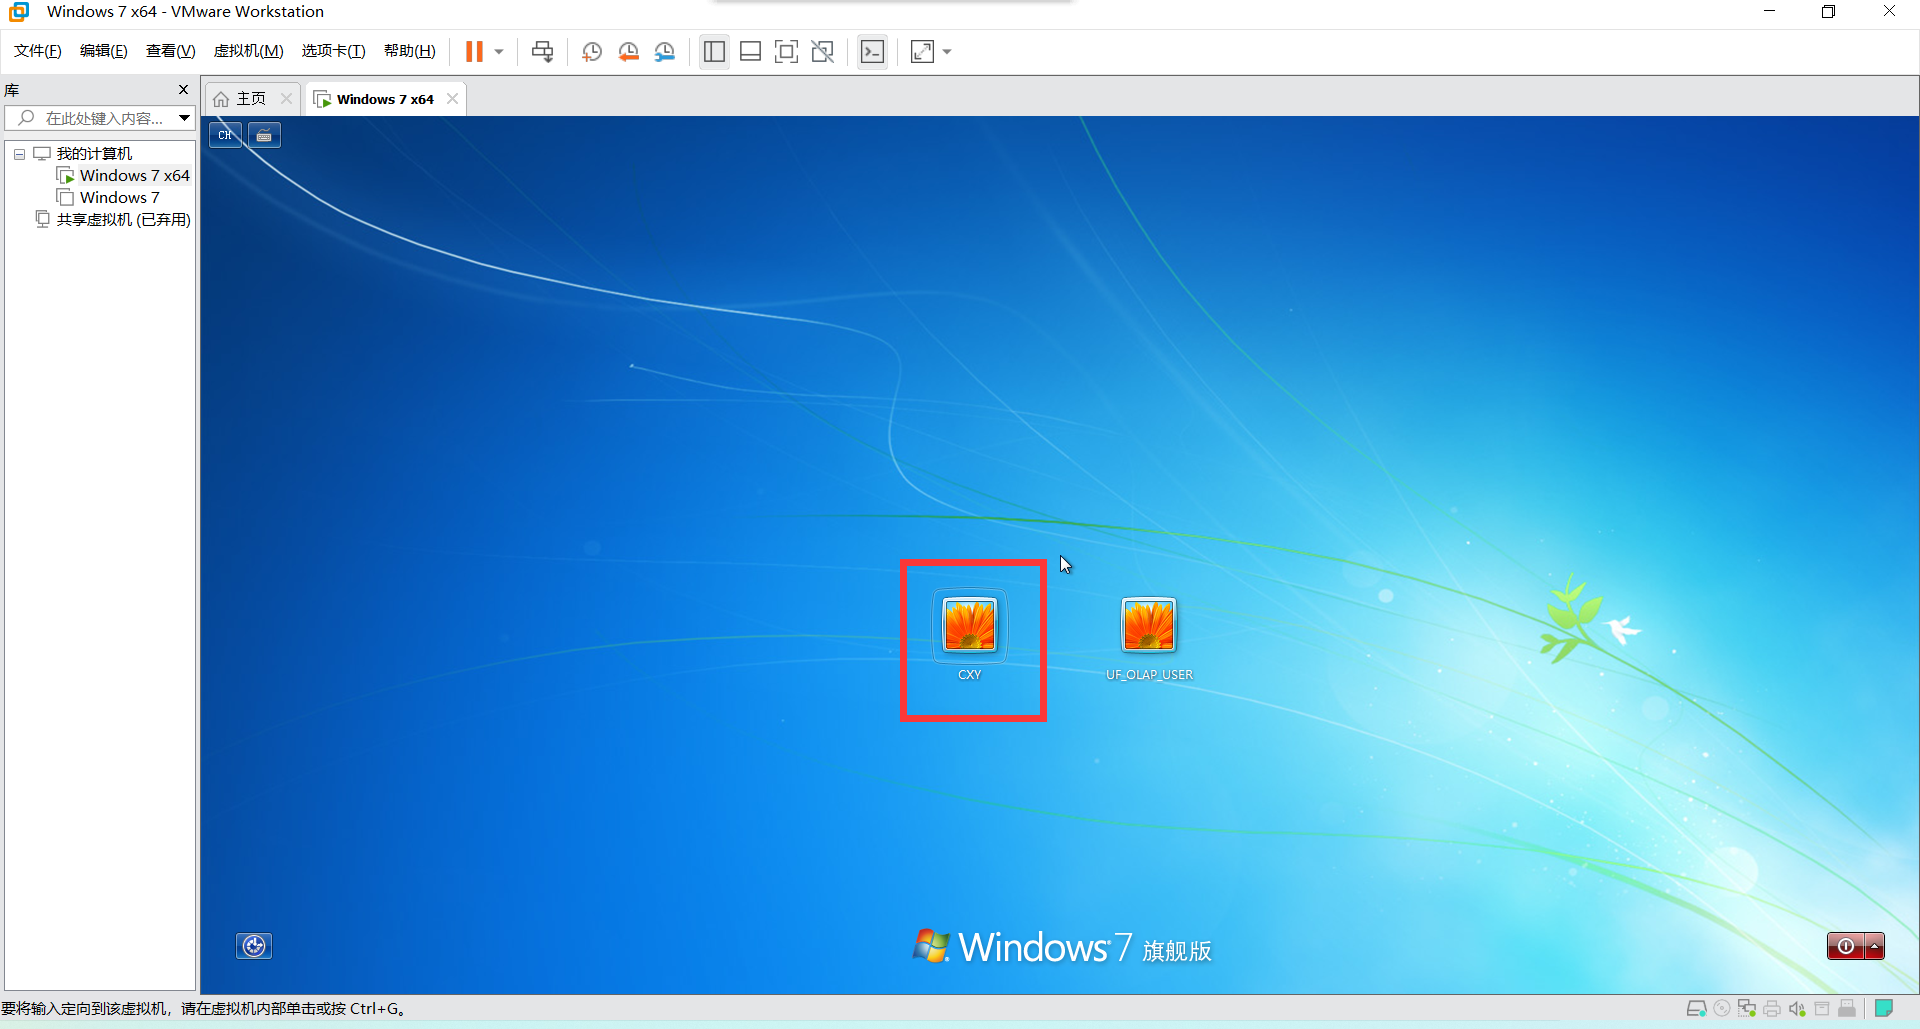 Windows 7 x64 - VMware Workstation
文件(F) 编辑(E) 查看(V) 虚拟机(M) 选项卡(T) 帮助(H)
库
主页 Windows 7 x64
在此处键入内容...
CH
我的计算机
Windows 7 x64
Windows 7
共享虚拟机 (已弃用)
CXY UF_OLAP_USER
Windows 7 旗舰版
要将输入定向到该虚拟机，请在虚拟机内部单击或按 Ctrl+G。